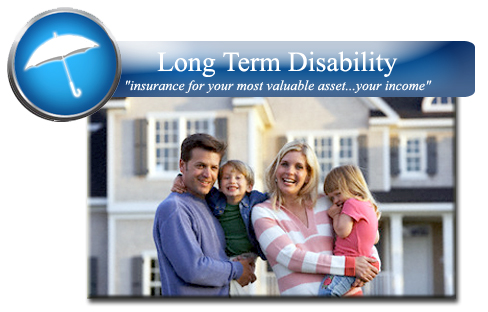 Long Term Disability
"insurance for your most valuable asset...your income"